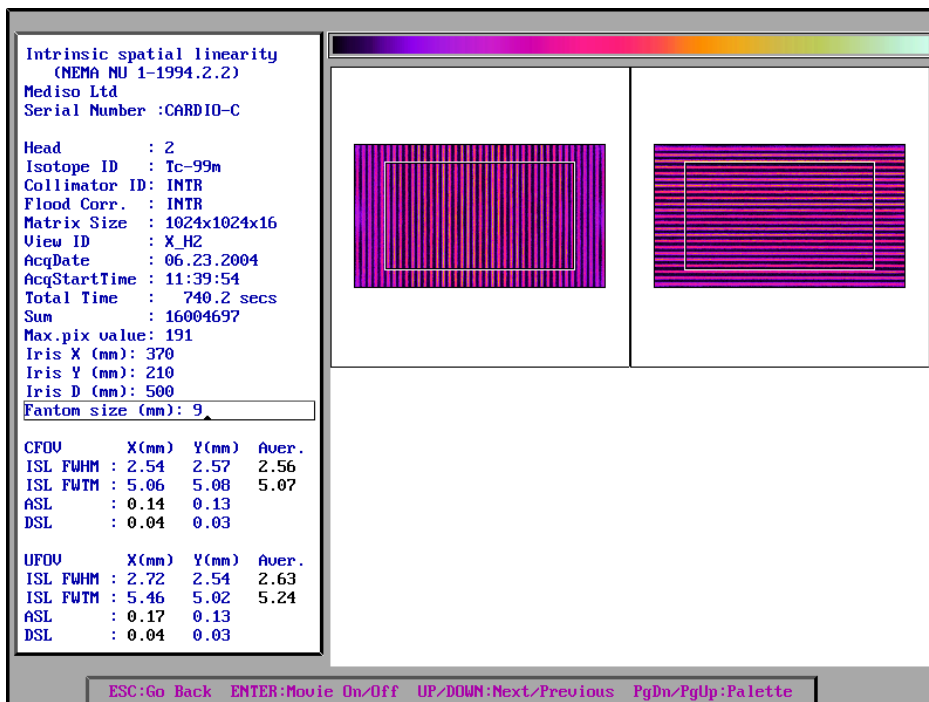 Intrinsic spatial linearity
(NEMA NU 1-1994.2.2)
Mediso Ltd
Serial Number :CARDIO-C
Head : 2
Isotope ID : Tc-99m
Collimator ID: INTR
Flood Corr. : INTR
Matrix Size : 1024x1024x16
View ID : X_H2
AcqDate : 06.23.2004
AcqStartTime : 11:39:54
Total Time : 740.2 secs
Sum : 16004697
Max.pix value: 191
Iris X (mm): 370
Iris Y (mm): 210
Iris D (mm): 500
Fantom size (mm): 9
CFOV X(mm) Y(mm) Aver.
ISL FWHM : 2.54 2.57 2.56
ISL FWTM : 5.06 5.08 5.07
ASL : 0.14 0.13
DSL : 0.04 0.03
UFOV X(mm) Y(mm) Aver.
ISL FWHM : 2.72 2.54 2.63
ISL FWTM : 5.46 5.02 5.24
ASL : 0.17 0.13
DSL : 0.04 0.03
ESC:Go Back ENTER:Movie On/Off UP/DOWN:Next/Previous PgDn/PgUp:Palette